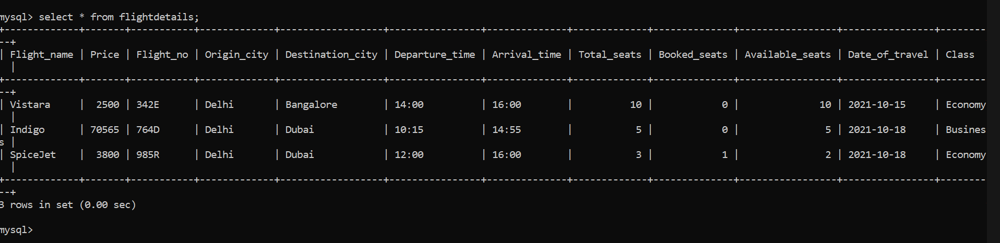 mysql> select * from flightdetails;
+-------------+-------+-----------+-------------+------------------+----------------+--------------+-------------+--------------+-----------------+----------------+--------
--+
| Flight_name | Price | Flight_no | Origin_city | Destination_city | Departure_time | Arrival_time | Total_seats | Booked_seats | Available_seats | Date_of_travel | Class
  |
+-------------+-------+-----------+-------------+------------------+----------------+--------------+-------------+--------------+-----------------+----------------+--------
--+
| Vistara     |  2500 | 342E      | Delhi       | Bangalore        | 14:00          | 16:00        |          10 |            0 |              10 | 2021-10-15     | Economy
  |
| Indigo      | 70565 | 764D      | Delhi       | Dubai            | 10:15          | 14:55        |           5 |            0 |               5 | 2021-10-18     | Busines
s |
| SpiceJet    |  3800 | 985R      | Delhi       | Dubai            | 12:00          | 16:00        |           3 |            1 |               2 | 2021-10-18     | Economy
  |
+-------------+-------+-----------+-------------+------------------+----------------+--------------+-------------+--------------+-----------------+----------------+--------
--+
3 rows in set (0.00 sec)
mysql>